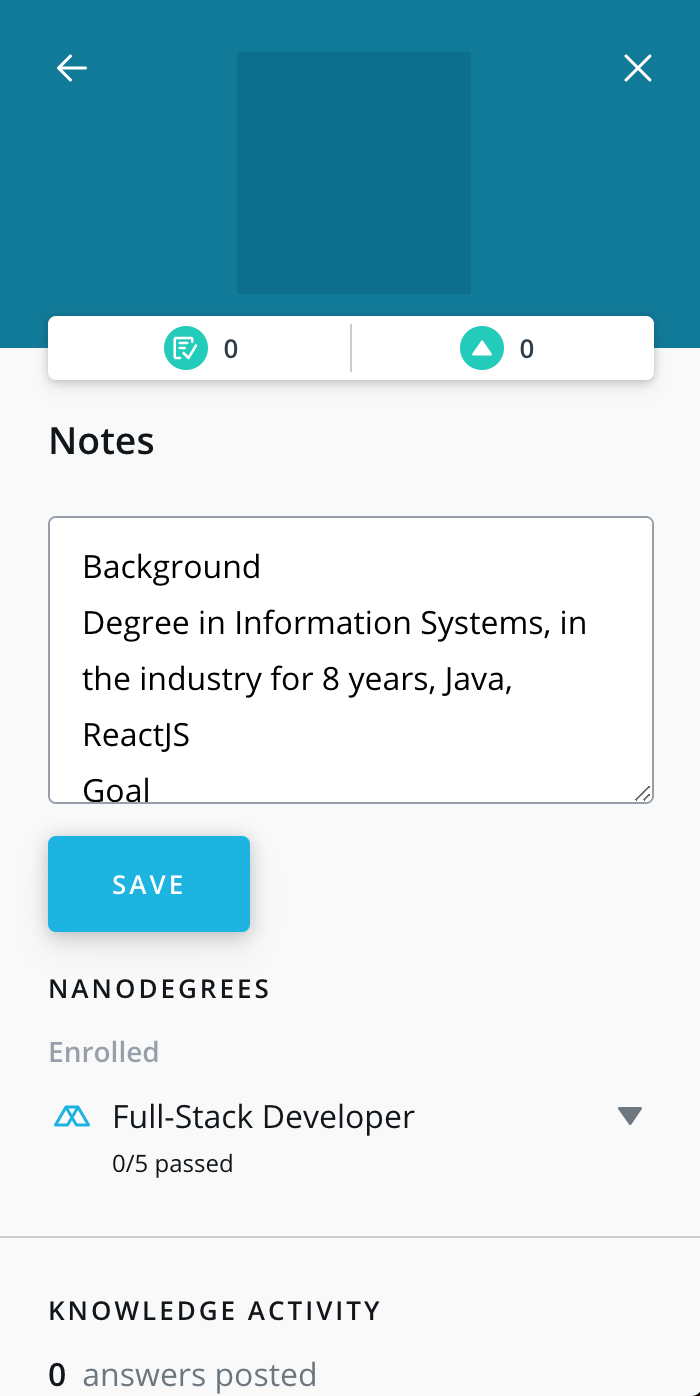 0
0
Notes
Background
Degree in Information Systems, in
the industry for 8 years, Java,
ReactJS
Goal
SAVE
NANODEGREES
Enrolled
Full-Stack Developer
0/5 passed
KNOWLEDGE ACTIVITY
0 answers posted